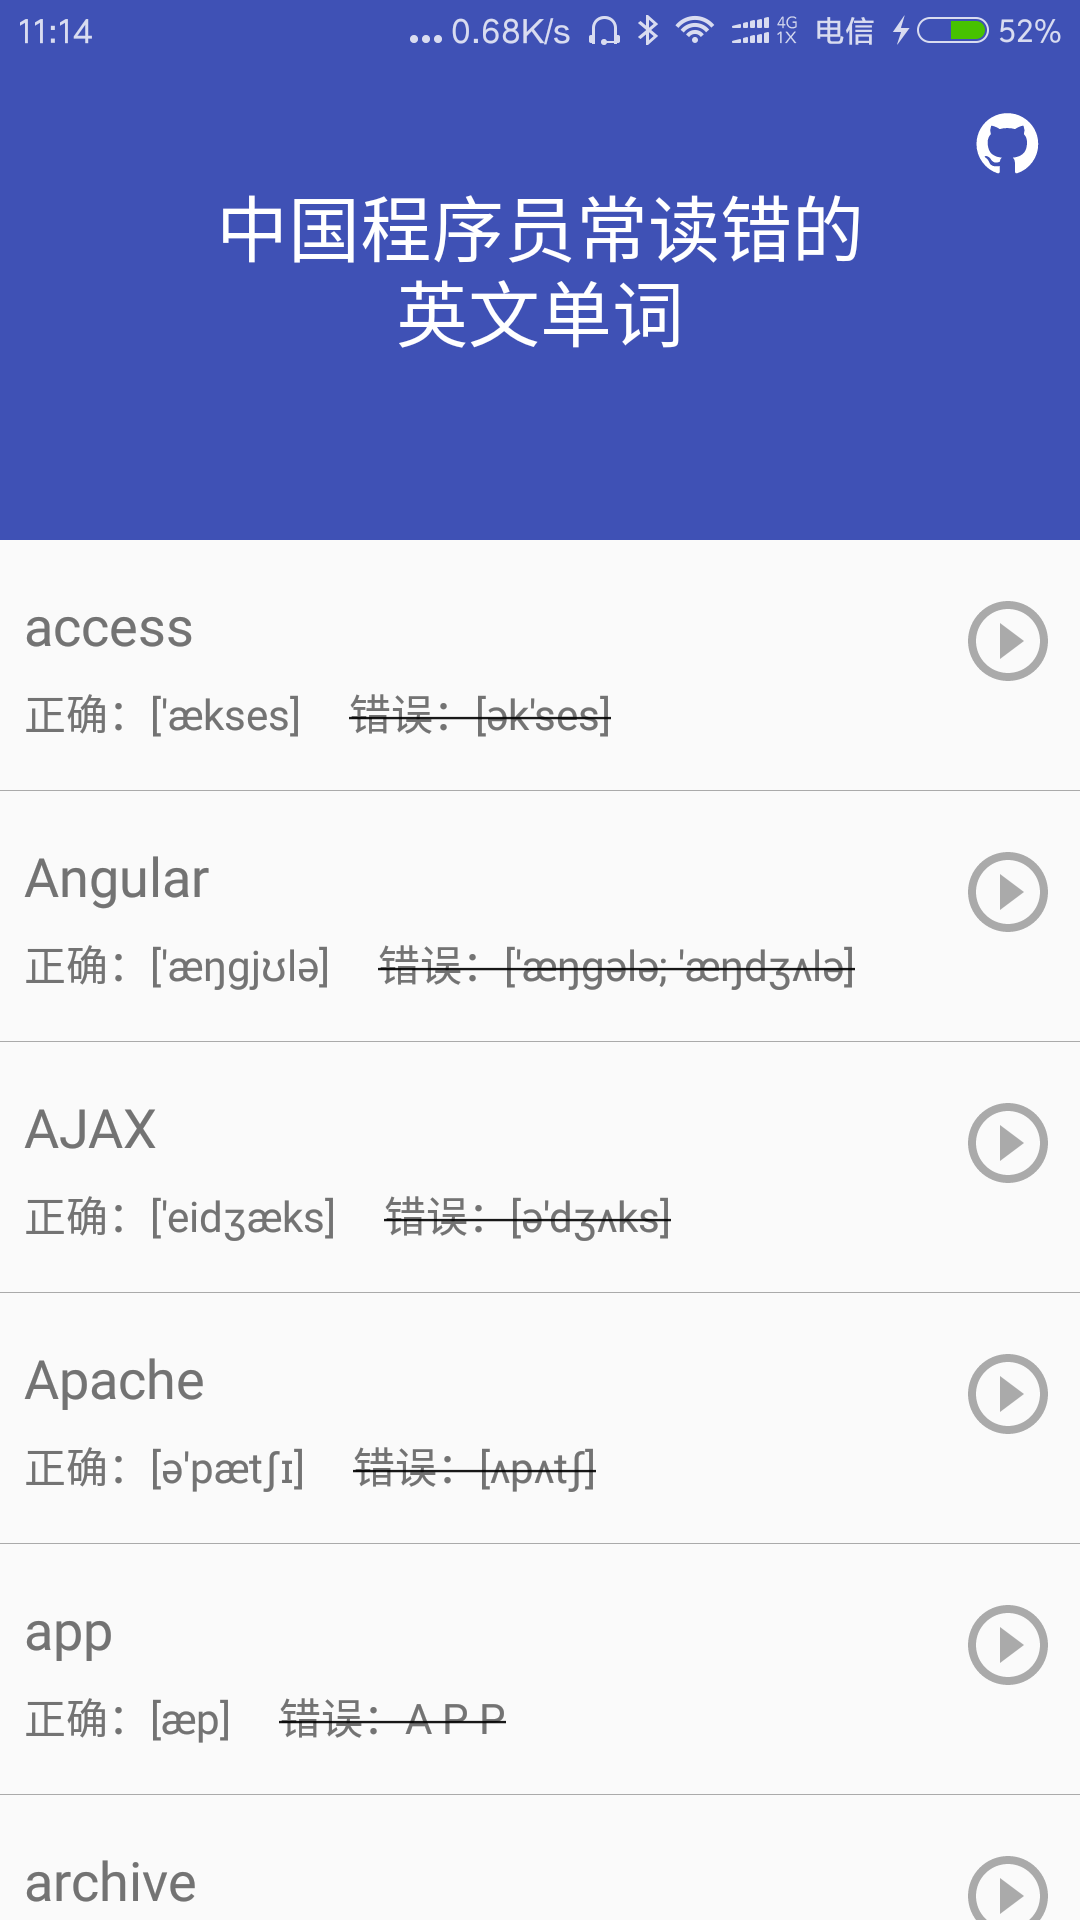 11:14 ... 0.68K/s 4G 1X 电信 52%
中国程序员常读错的
英文单词
access
正确：['ækses] 错误：[ək'ses]
Angular
正确：['æŋgjʊlə] 错误：['æŋgələ; 'æŋdʒʌlə]
AJAX
正确：['eidʒæks] 错误：[ə'dʒʌks]
Apache
正确：[ə'pætʃɪ] 错误：[ʌpʌtʃ]
app
正确：[æp] 错误：A P P
archive